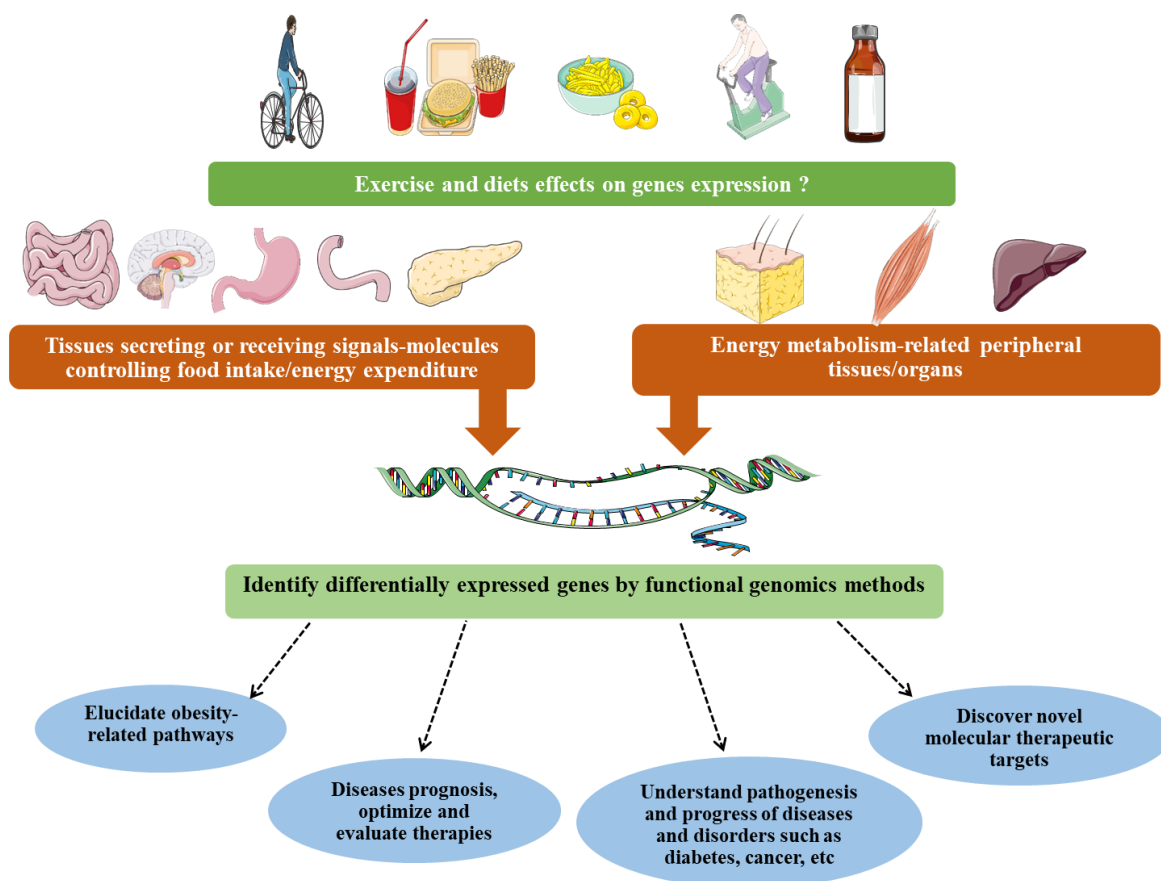 Exercise and diets effects on genes expression ?
Tissues secreting or receiving signals-molecules
controlling food intake/energy expenditure
Energy metabolism-related peripheral
tissues/organs
Identify differentially expressed genes by functional genomics methods
Elucidate obesity-
related pathways
Diseases prognosis,
optimize and
evaluate therapies
Understand pathogenesis
and progress of diseases
and disorders such as
diabetes, cancer, etc
Discover novel
molecular therapeutic
targets